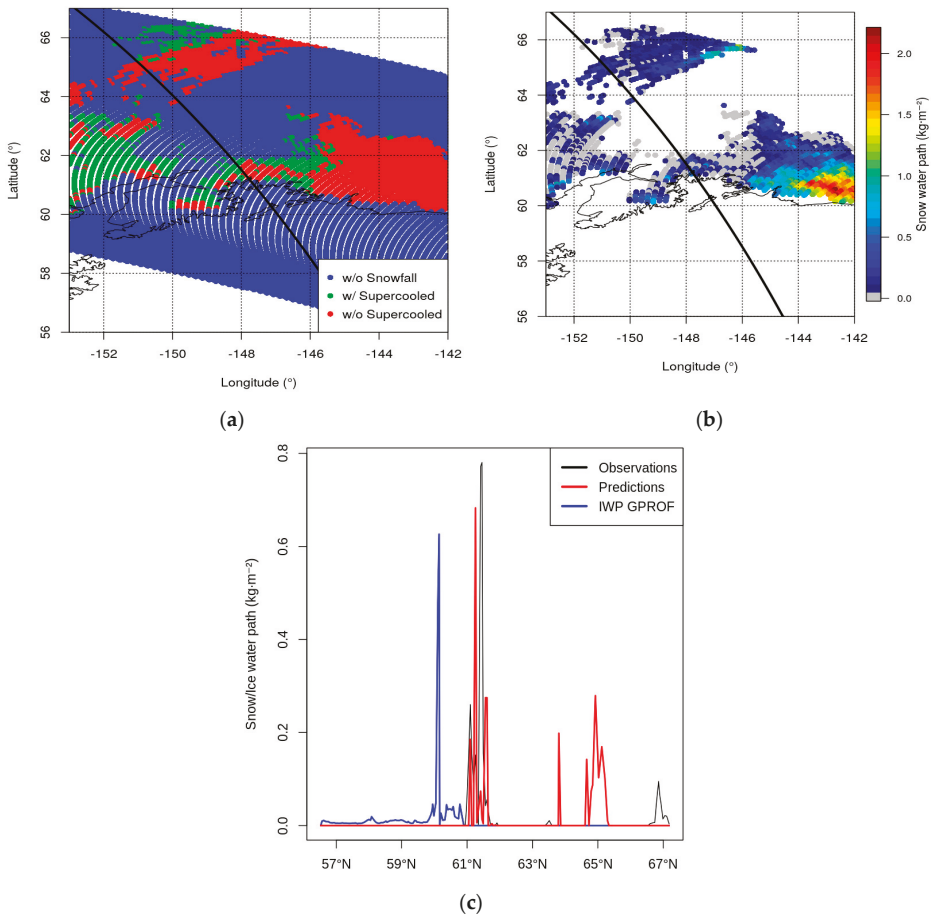 66
64
62
60
58
56
Latitude (°)
w/o Snowfall
w/ Supercooled
w/o Supercooled
-152
-150
-148
-146
-144
-142
Longitude (°)
(a)
66
64
62
60
58
56
Latitude (°)
-152
-150
-148
-146
-144
-142
Longitude (°)
2.0
1.5
1.0
0.5
0.0
Snow water path (kg·m⁻²)
(b)
0.8
0.6
0.4
0.2
0.0
Snow/Ice water path (kg·m⁻²)
Observations
Predictions
IWP GPROF
57°N
59°N
61°N
63°N
65°N
67°N
(c)